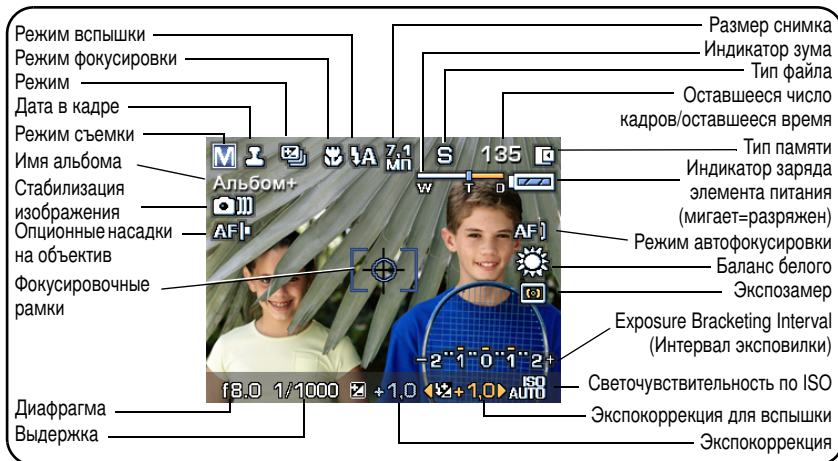 Режим вспышки
Режим фокусировки
Режим
Дата в кадре
Режим съемки
Имя альбома
Стабилизация
изображения
Опционные насадки
на объектив
Фокусировочные
рамки
Диафрагма
Выдержка
Размер снимка
Индикатор зума
Тип файла
Оставшееся число
кадров/оставшееся время
Тип памяти
Индикатор заряда
элемента питания
(мигает=разряжен)
Режим автофокусировки
Баланс белого
Экспозамер
Exposure Bracketing Interval
(Интервал эксповилки)
Светочувствительность по ISO
Экспокоррекция для вспышки
Экспокоррекция
M A 7,1 МП S 135
Альбом+
W T D
AF
AF]
-2 1 0 1 2+
f8.0 1/1000 +1,0 +1,0 ISO AUTO